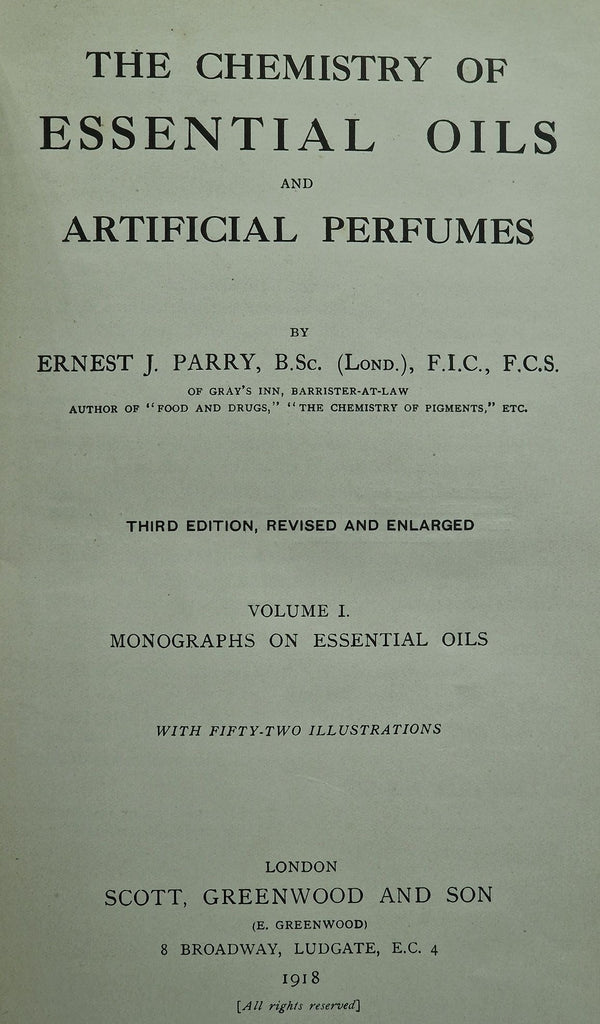 THE CHEMISTRY OF
ESSENTIAL OILS
AND
ARTIFICIAL PERFUMES
BY
ERNEST J. PARRY, B.Sc. (Lond.), F.I.C., F.C.S.
OF GRAY'S INN, BARRISTER-AT-LAW
AUTHOR OF "FOOD AND DRUGS," "THE CHEMISTRY OF PIGMENTS," ETC.
THIRD EDITION, REVISED AND ENLARGED
VOLUME I.
MONOGRAPHS ON ESSENTIAL OILS
WITH FIFTY-TWO ILLUSTRATIONS
LONDON
SCOTT, GREENWOOD AND SON
(E. GREENWOOD)
8 BROADWAY, LUDGATE, E.C. 4
1918
[All rights reserved]